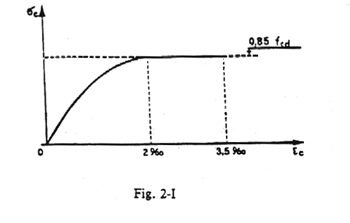 σc
0,85 fcd
0
2‰
3.5‰
εc
Fig. 2-I